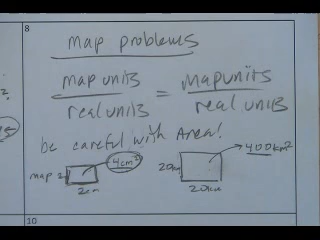 8
map problems
map units = map units
real units real units
be careful with Area!
4cm²
400km²
map 2
20km
2cm
20km
10